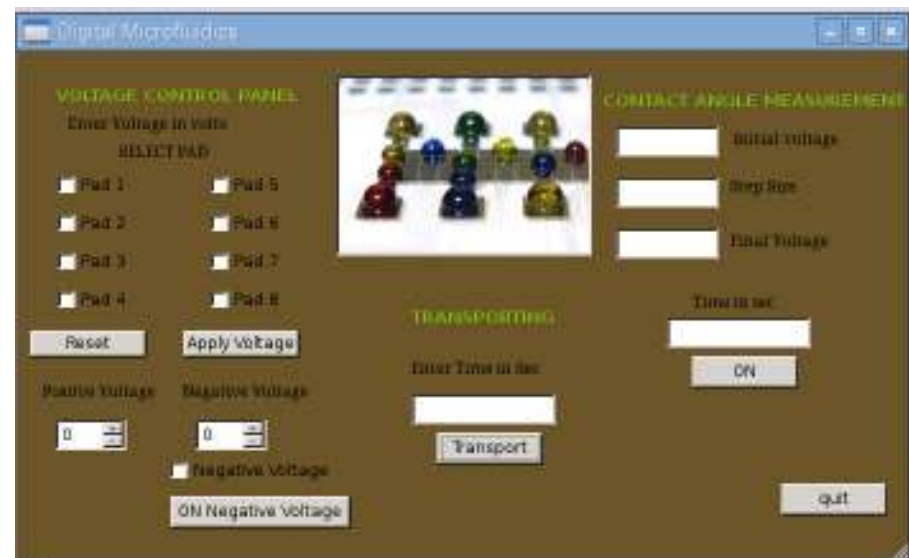 Digital Microfluidics
VOLTAGE CONTROL PANEL
Enter Voltage in volts
SELECT PAD
Pad 1
Pad 5
Pad 2
Pad 6
Pad 3
Pad 7
Pad 4
Pad 8
Reset
Apply Voltage
Positive Voltage
Negative Voltage
0
0
Negative Voltage
ON Negative Voltage
TRANSPORTING
Enter Time in Sec
Transport
CONTACT ANGLE MEASUREMENT
Initial Voltage
Step Size
Final Voltage
Time in sec
ON
quit